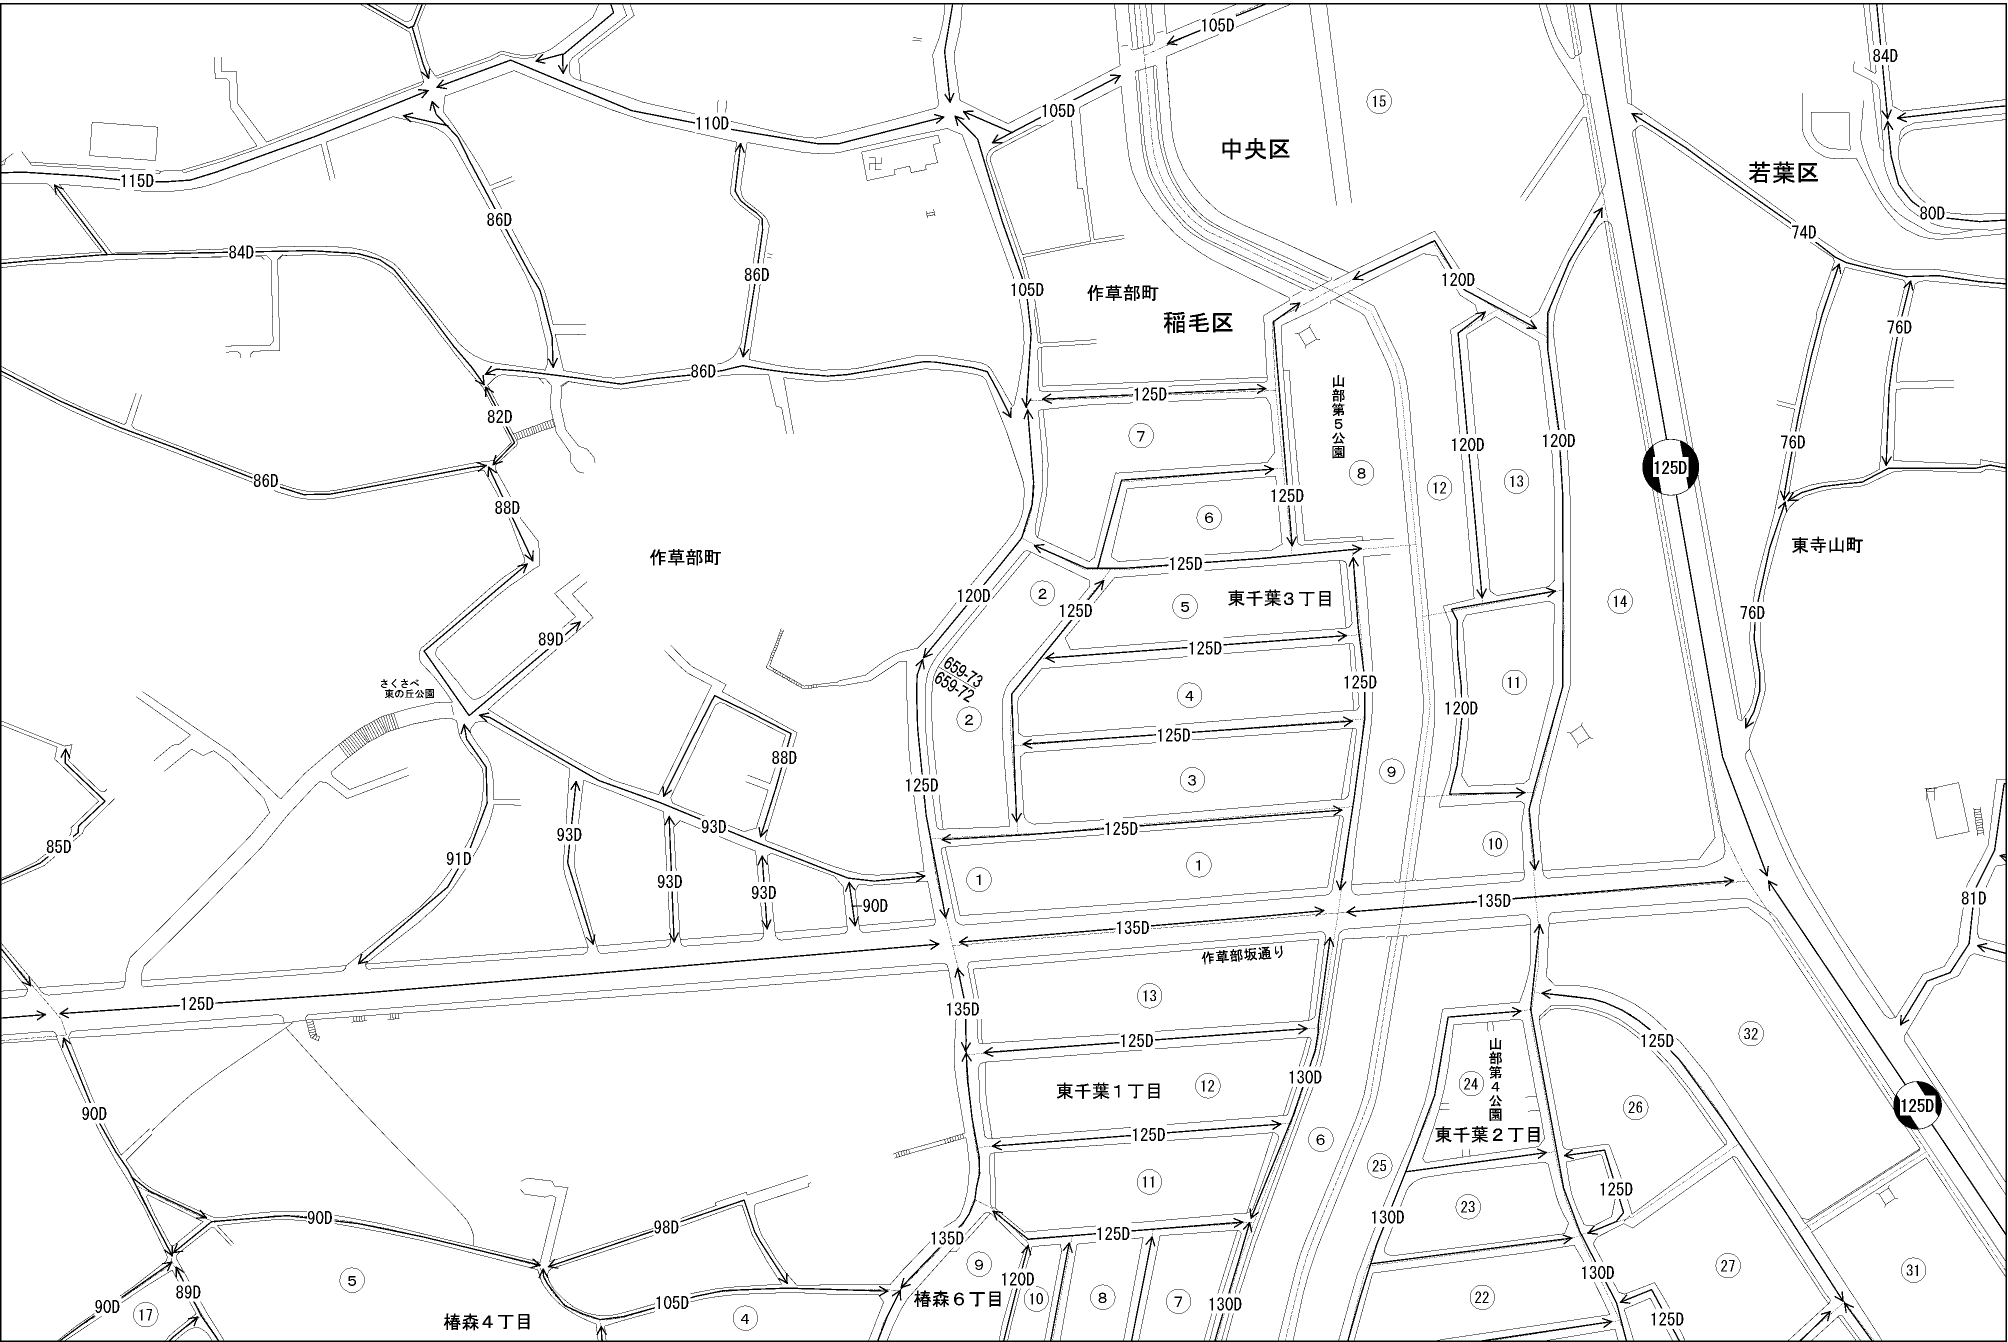 105D
84D
15
105D
110D
中央区
若葉区
115D
86D
80D
74D
84D
86D
120D
105D
作草部町
稲毛区
76D
86D
125D
山部第5公園
82D
7
120D
120D
76D
125D
86D
8
12
13
125D
88D
6
作草部町
東寺山町
125D
120D
2
125D
5
東千葉3丁目
14
76D
89D
125D
659-73
659-72
さくさべ
東の丘公園
4
125D
11
2
120D
125D
88D
125D
3
9
93D
93D
125D
85D
91D
10
1
1
93D
93D
90D
135D
81D
135D
作草部坂通り
125D
135D
13
32
125D
125D
山部第4公園
130D
24
12
東千葉1丁目
26
125D
90D
125D
6
東千葉2丁目
25
11
125D
23
90D
98D
130D
125D
135D
9
27
31
5
120D
130D
89D
椿森6丁目
10
8
7
130D
22
90D
17
105D
椿森4丁目
4
125D